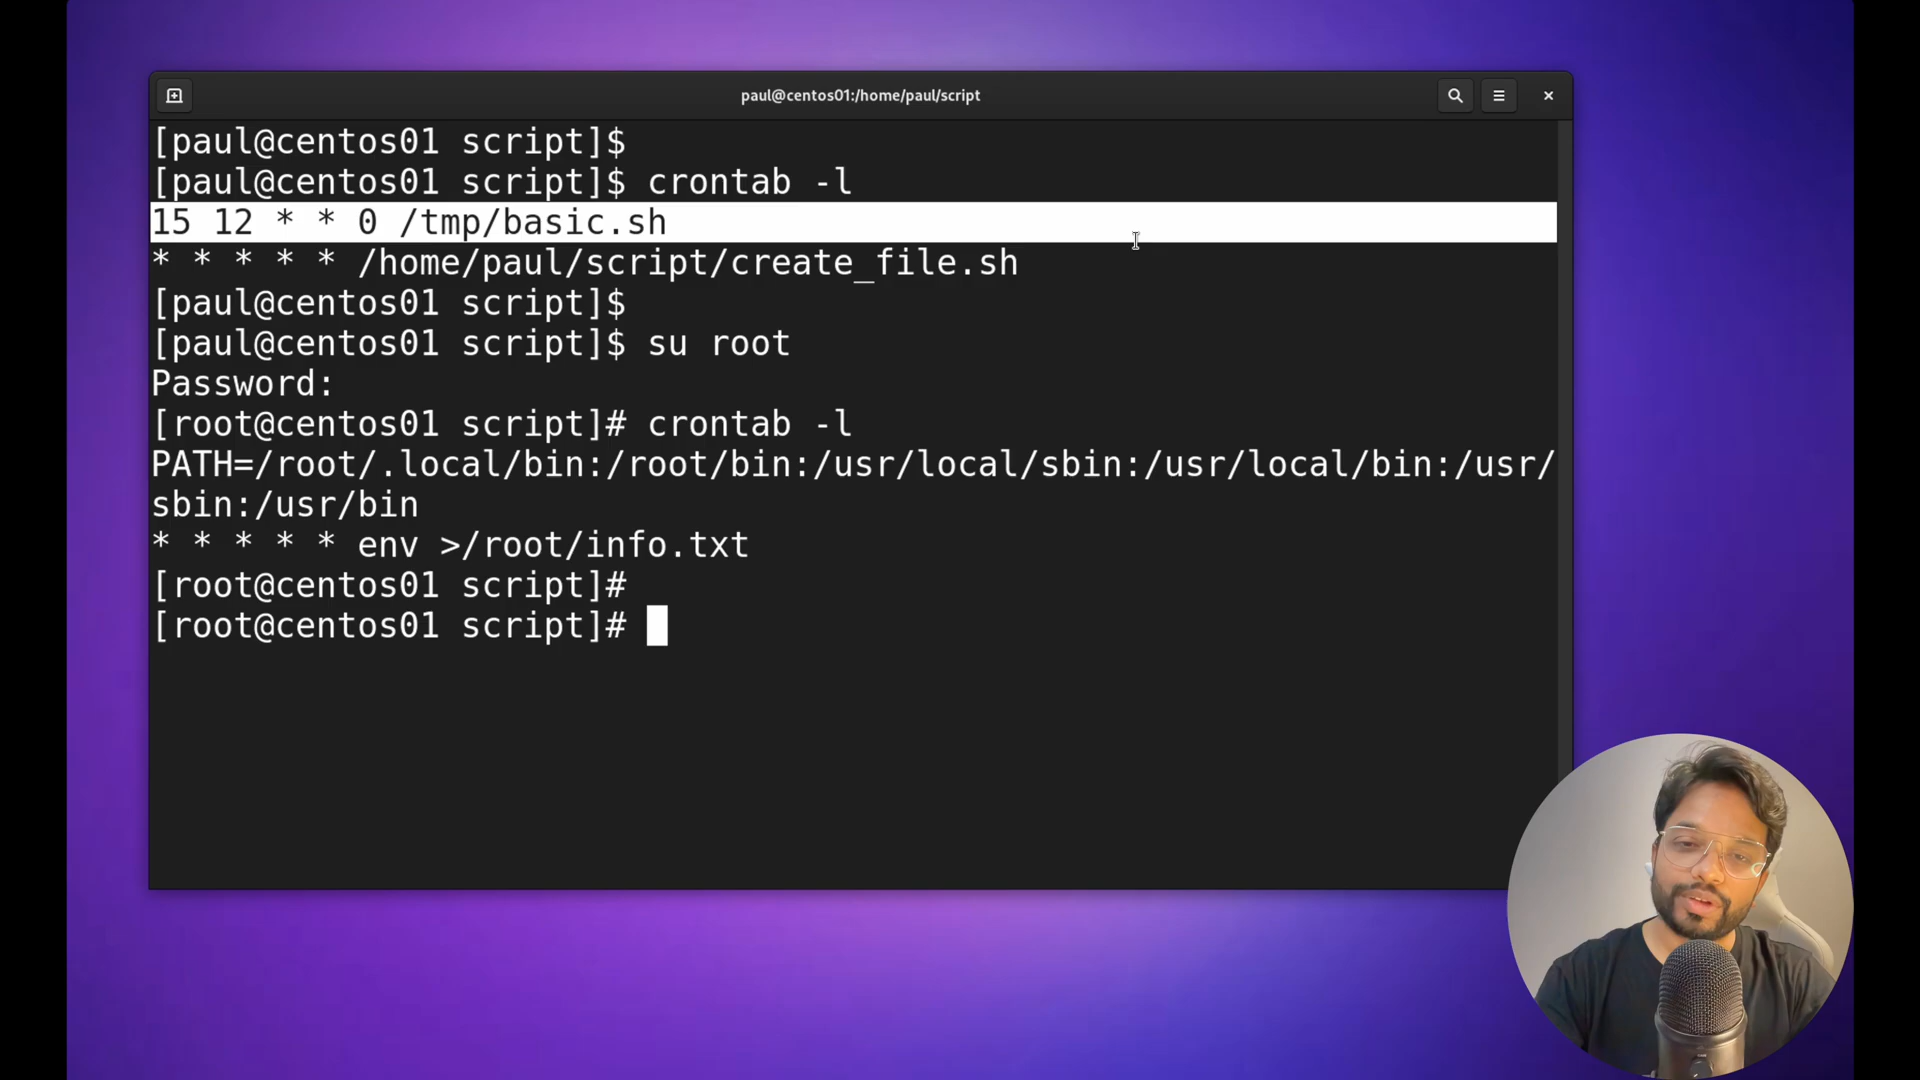 paul@centos01:/home/paul/script
[paul@centos01 script]$
[paul@centos01 script]$ crontab -l
15 12 * * 0 /tmp/basic.sh
* * * * * /home/paul/script/create_file.sh
[paul@centos01 script]$
[paul@centos01 script]$ su root
Password:
[root@centos01 script]# crontab -l
PATH=/root/.local/bin:/root/bin:/usr/local/sbin:/usr/local/bin:/usr/
sbin:/usr/bin
* * * * * env >/root/info.txt
[root@centos01 script]#
[root@centos01 script]#